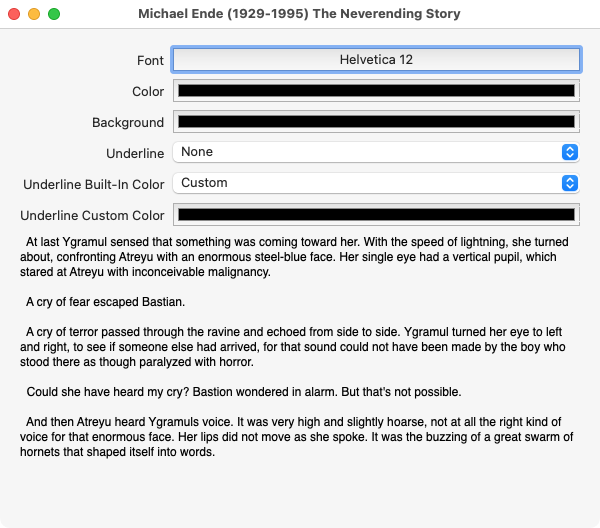 Michael Ende (1929-1995) The Neverending Story
Font
Helvetica 12
Color
Background
Underline
None
Underline Built-In Color
Custom
Underline Custom Color
At last Ygramul sensed that something was coming toward her. With the speed of lightning, she turned
about, confronting Atreyu with an enormous steel-blue face. Her single eye had a vertical pupil, which
stared at Atreyu with inconceivable malignancy.
A cry of fear escaped Bastian.
A cry of terror passed through the ravine and echoed from side to side. Ygramul turned her eye to left
and right, to see if someone else had arrived, for that sound could not have been made by the boy who
stood there as though paralyzed with horror.
Could she have heard my cry? Bastion wondered in alarm. But that's not possible.
And then Atreyu heard Ygramuls voice. It was very high and slightly hoarse, not at all the right kind of
voice for that enormous face. Her lips did not move as she spoke. It was the buzzing of a great swarm of
hornets that shaped itself into words.